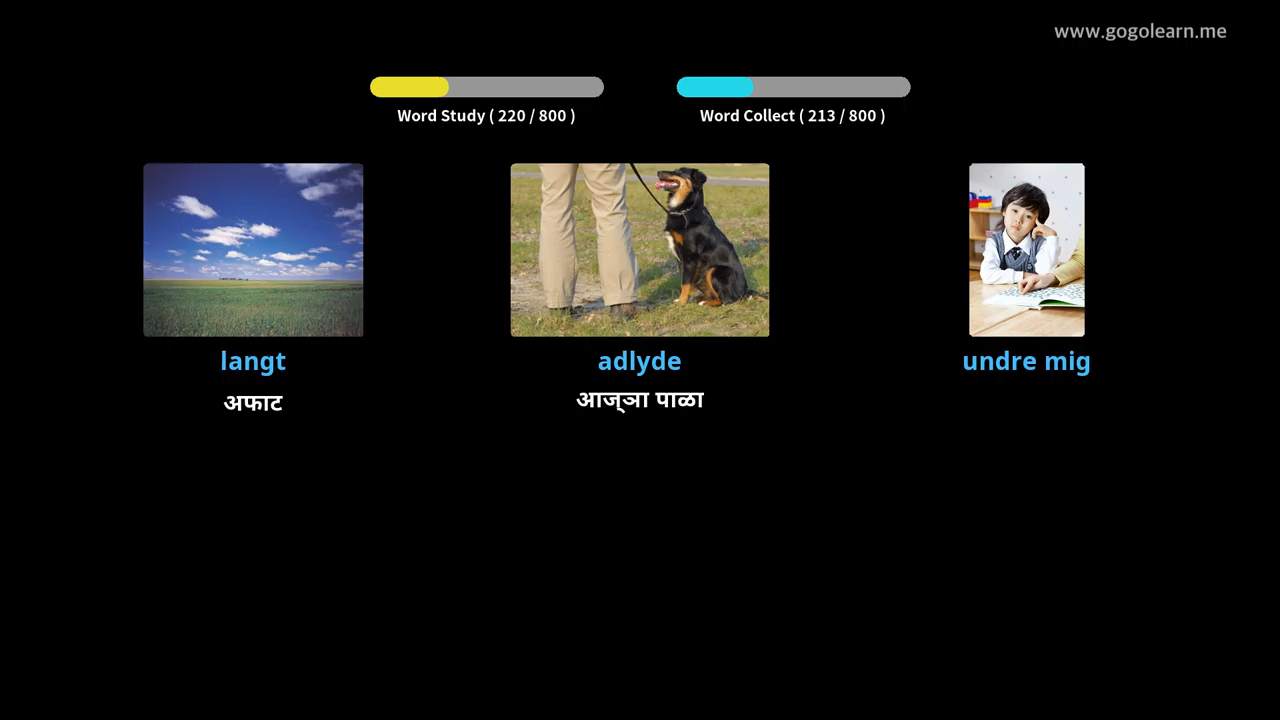 www.gogolearn.me
Word Study ( 220 / 800 )
Word Collect ( 213 / 800 )
langt
adlyde
undre mig
अफाट
आज्ञा पाळा